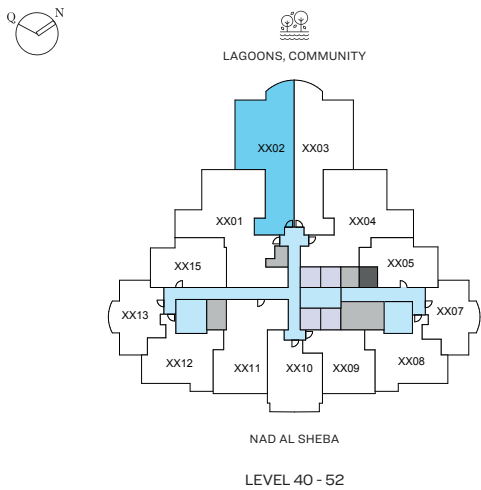 Q N
LAGOONS, COMMUNITY
XX02 XX03
XX01 XX04
XX15 XX05
XX13 XX07
XX12 XX11 XX10 XX09 XX08
NAD AL SHEBA
LEVEL 40 - 52